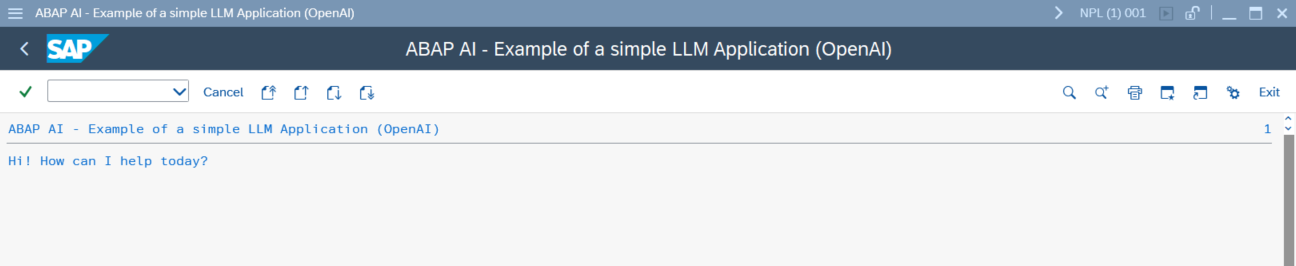 ABAP AI - Example of a simple LLM Application (OpenAI)
NPL (1) 001
SAP
ABAP AI - Example of a simple LLM Application (OpenAI)
Cancel
Exit
ABAP AI - Example of a simple LLM Application (OpenAI)
1
Hi! How can I help today?